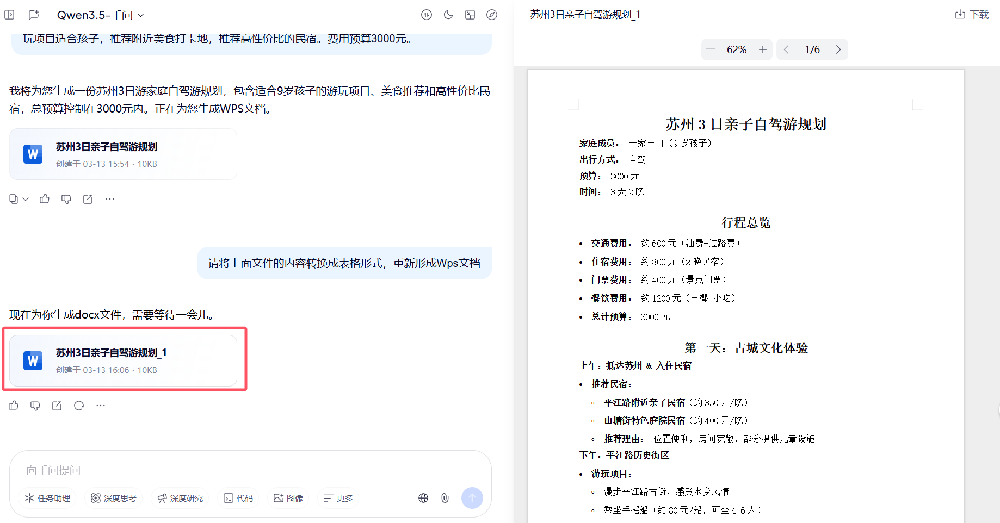 Qwen3.5-千问
玩项目适合孩子，推荐附近美食打卡地，推荐高性价比的民宿。费用预算3000元。
我将为您生成一份苏州3日游家庭自驾游规划，包含适合9岁孩子的游玩项目、美食推荐和高性价比民
宿，总预算控制在3000元内。正在为您生成WPS文档。
W
苏州3日亲子自驾游规划
创建于 03-13 15:54 · 10KB
请将上面文件的内容转换成表格形式，重新形成Wps文档
现在为你生成docx文件，需要等待一会儿。
W
苏州3日亲子自驾游规划_1
创建于 03-13 16:06 · 10KB
向千问提问
任务助理
深度思考
深度研究
代码
图像
更多
苏州3日亲子自驾游规划_1
下载
62%
1/6
苏州 3 日亲子自驾游规划
家庭成员： 一家三口（9 岁孩子）
出行方式： 自驾
预算： 3000 元
时间： 3 天 2 晚
行程总览
• 交通费用： 约 600 元（油费+过路费）
• 住宿费用： 约 800 元（2 晚民宿）
• 门票费用： 约 400 元（景点门票）
• 餐饮费用： 约 1200 元（三餐+小吃）
• 总计预算： 3000 元
第一天：古城文化体验
上午：抵达苏州 & 入住民宿
• 推荐民宿：
◦ 平江路附近亲子民宿（约 350 元/晚）
◦ 山塘街特色庭院民宿（约 400 元/晚）
◦ 推荐理由： 位置便利，房间宽敞，部分提供儿童设施
下午：平江路历史街区
• 游玩项目：
◦ 漫步平江路古街，感受水乡风情
◦ 乘坐手摇船（约 80 元/船，可坐 4-6 人）